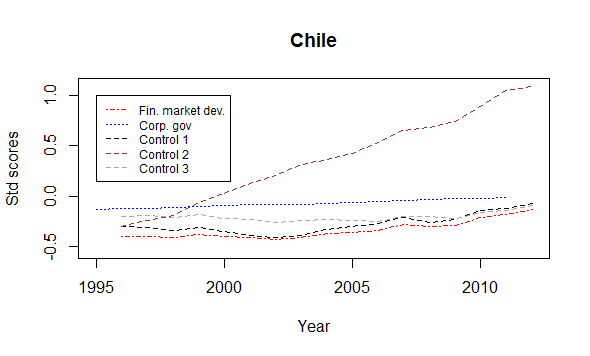 Chile
Std scores
1.0
0.5
0.0
-0.5
Fin. market dev.
Corp. gov
Control 1
Control 2
Control 3
1995 2000 2005 2010
Year